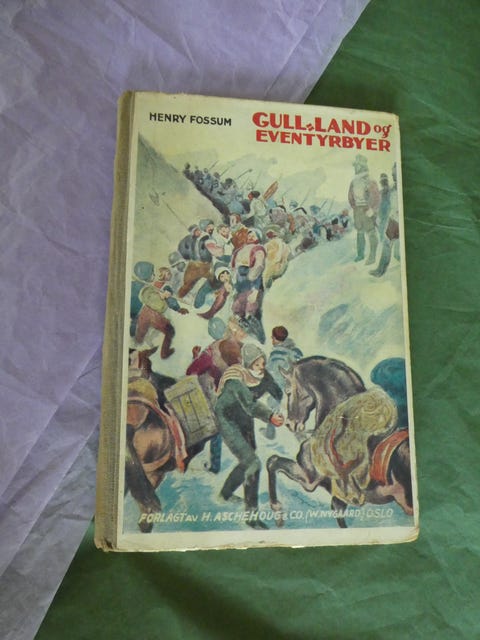 HENRY FOSSUM
GULL-LAND og
EVENTYRBYER
FORLAGT AV H. ASCHEHOUG & CO. (W. NYGAARD) OSLO